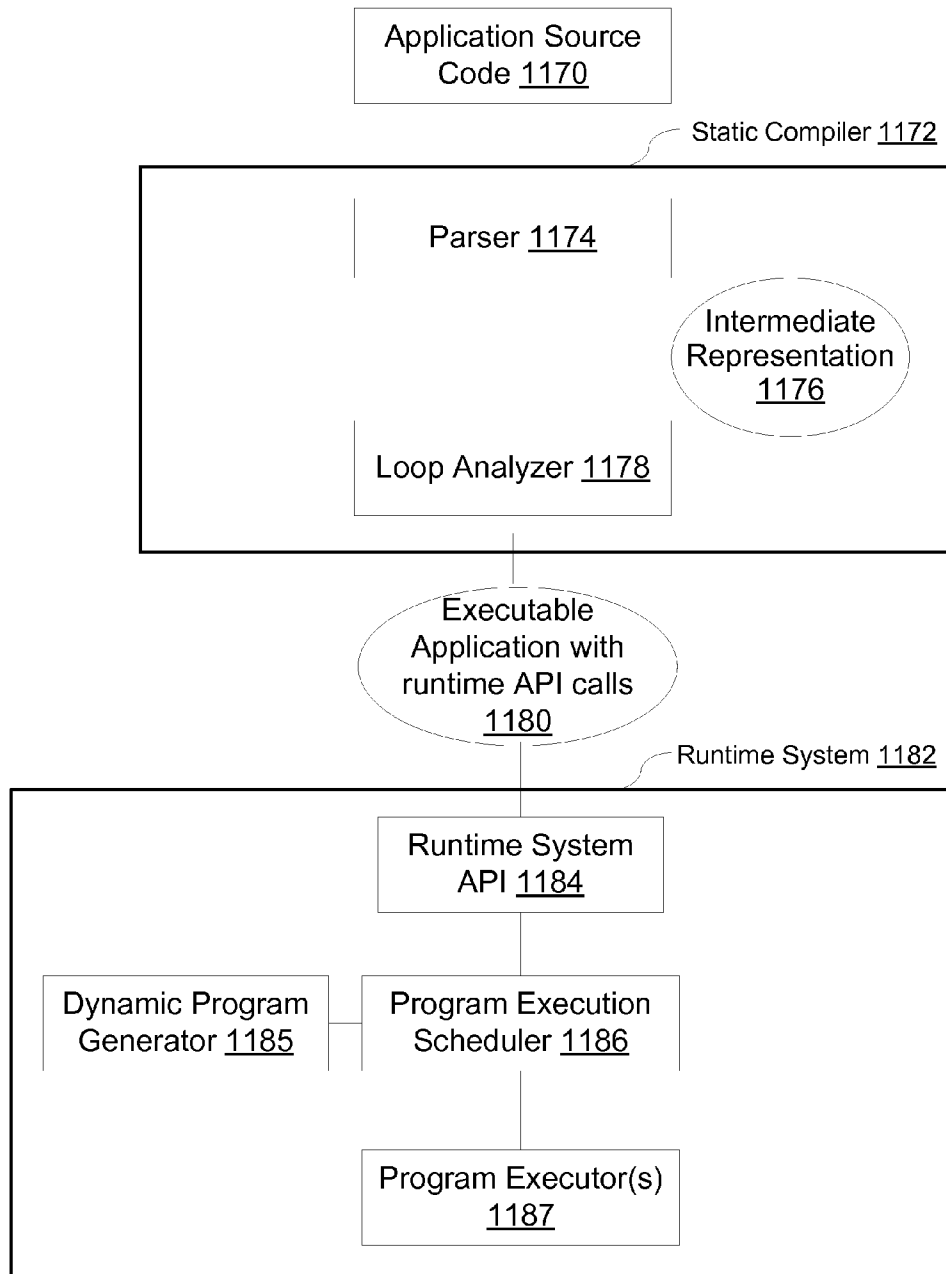 Application Source
Code 1170
Static Compiler 1172
Parser 1174
Intermediate
Representation
1176
Loop Analyzer 1178
Executable
Application with
runtime API calls
1180
Runtime System 1182
Runtime System
API 1184
Dynamic Program
Generator 1185
Program Execution
Scheduler 1186
Program Executor(s)
1187